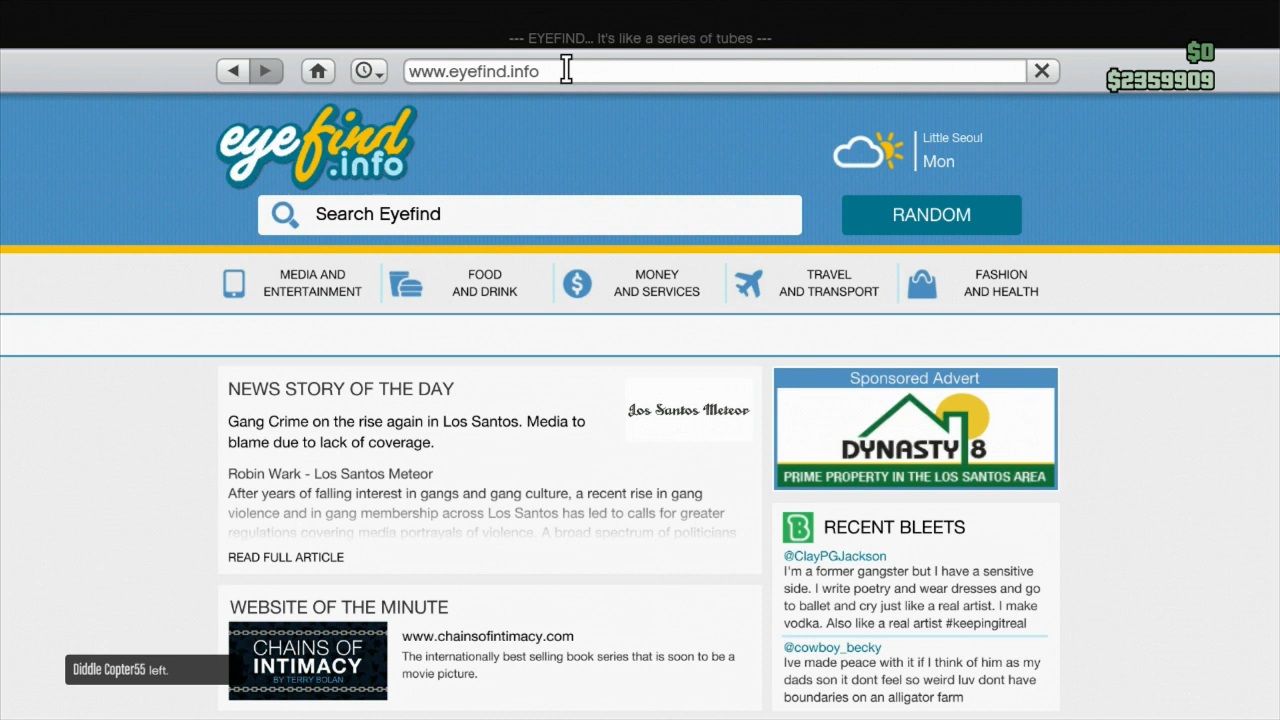 --- EYEFIND... It's like a series of tubes ---
www.eyefind.info
$0
$2359909
eyefind
.info
Little Seoul
Mon
Search Eyefind
RANDOM
MEDIA AND
ENTERTAINMENT
FOOD
AND DRINK
MONEY
AND SERVICES
TRAVEL
AND TRANSPORT
FASHION
AND HEALTH
NEWS STORY OF THE DAY
Los Santos Meteor
Gang Crime on the rise again in Los Santos. Media to
blame due to lack of coverage.
Robin Wark - Los Santos Meteor
After years of falling interest in gangs and gang culture, a recent rise in gang
violence and in gang membership across Los Santos has led to calls for greater
regulations covering media portrayals of violence. A broad spectrum of politicians
READ FULL ARTICLE
WEBSITE OF THE MINUTE
CHAINS OF
INTIMACY
BY TERRY BOLAN
www.chainsofintimacy.com
The internationally best selling book series that is soon to be a
movie picture.
Sponsored Advert
DYNASTY 8
PRIME PROPERTY IN THE LOS SANTOS AREA
RECENT BLEETS
@ClayPGJackson
I'm a former gangster but I have a sensitive
side. I write poetry and wear dresses and go
to ballet and cry just like a real artist. I make
vodka. Also like a real artist #keepingitreal
@cowboy_becky
Ive made peace with it if I think of him as my
dads son it dont feel so weird luv dont have
boundaries on an alligator farm
Diddle Copter55 left.